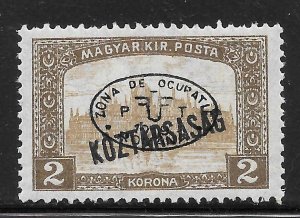 MAGYAR KIR. POSTA
ZONA DE OCUPATIE
P T T
KÖZTÁRSASÁG
2 KORONA 2